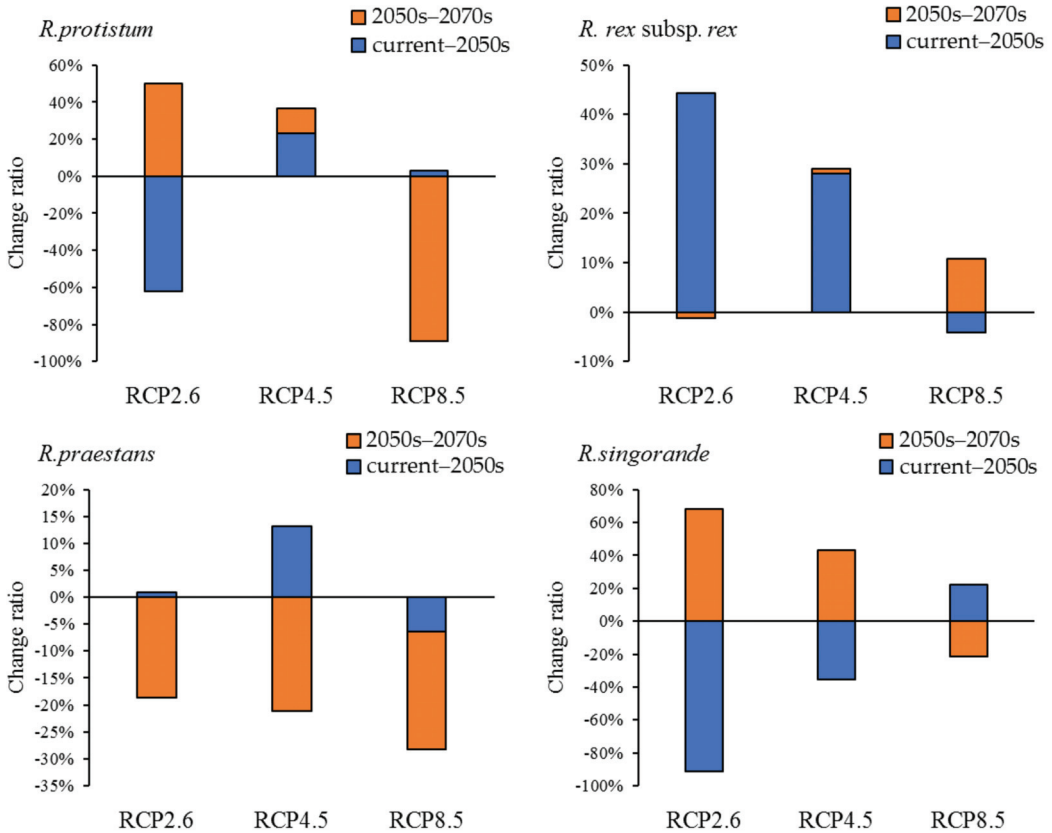 R.protistum
2050s–2070s
current–2050s
60%
40%
20%
0%
-20%
-40%
-60%
-80%
-100%
Change ratio
RCP2.6 RCP4.5 RCP8.5
R. rex subsp. rex
2050s–2070s
current–2050s
50%
40%
30%
20%
10%
0%
-10%
Change ratio
RCP2.6 RCP4.5 RCP8.5
R.praestans
2050s–2070s
current–2050s
20%
15%
10%
5%
0%
-5%
-10%
-15%
-20%
-25%
-30%
-35%
Change ratio
RCP2.6 RCP4.5 RCP8.5
R.singorande
2050s–2070s
current–2050s
80%
60%
40%
20%
0%
-20%
-40%
-60%
-80%
-100%
Change ratio
RCP2.6 RCP4.5 RCP8.5